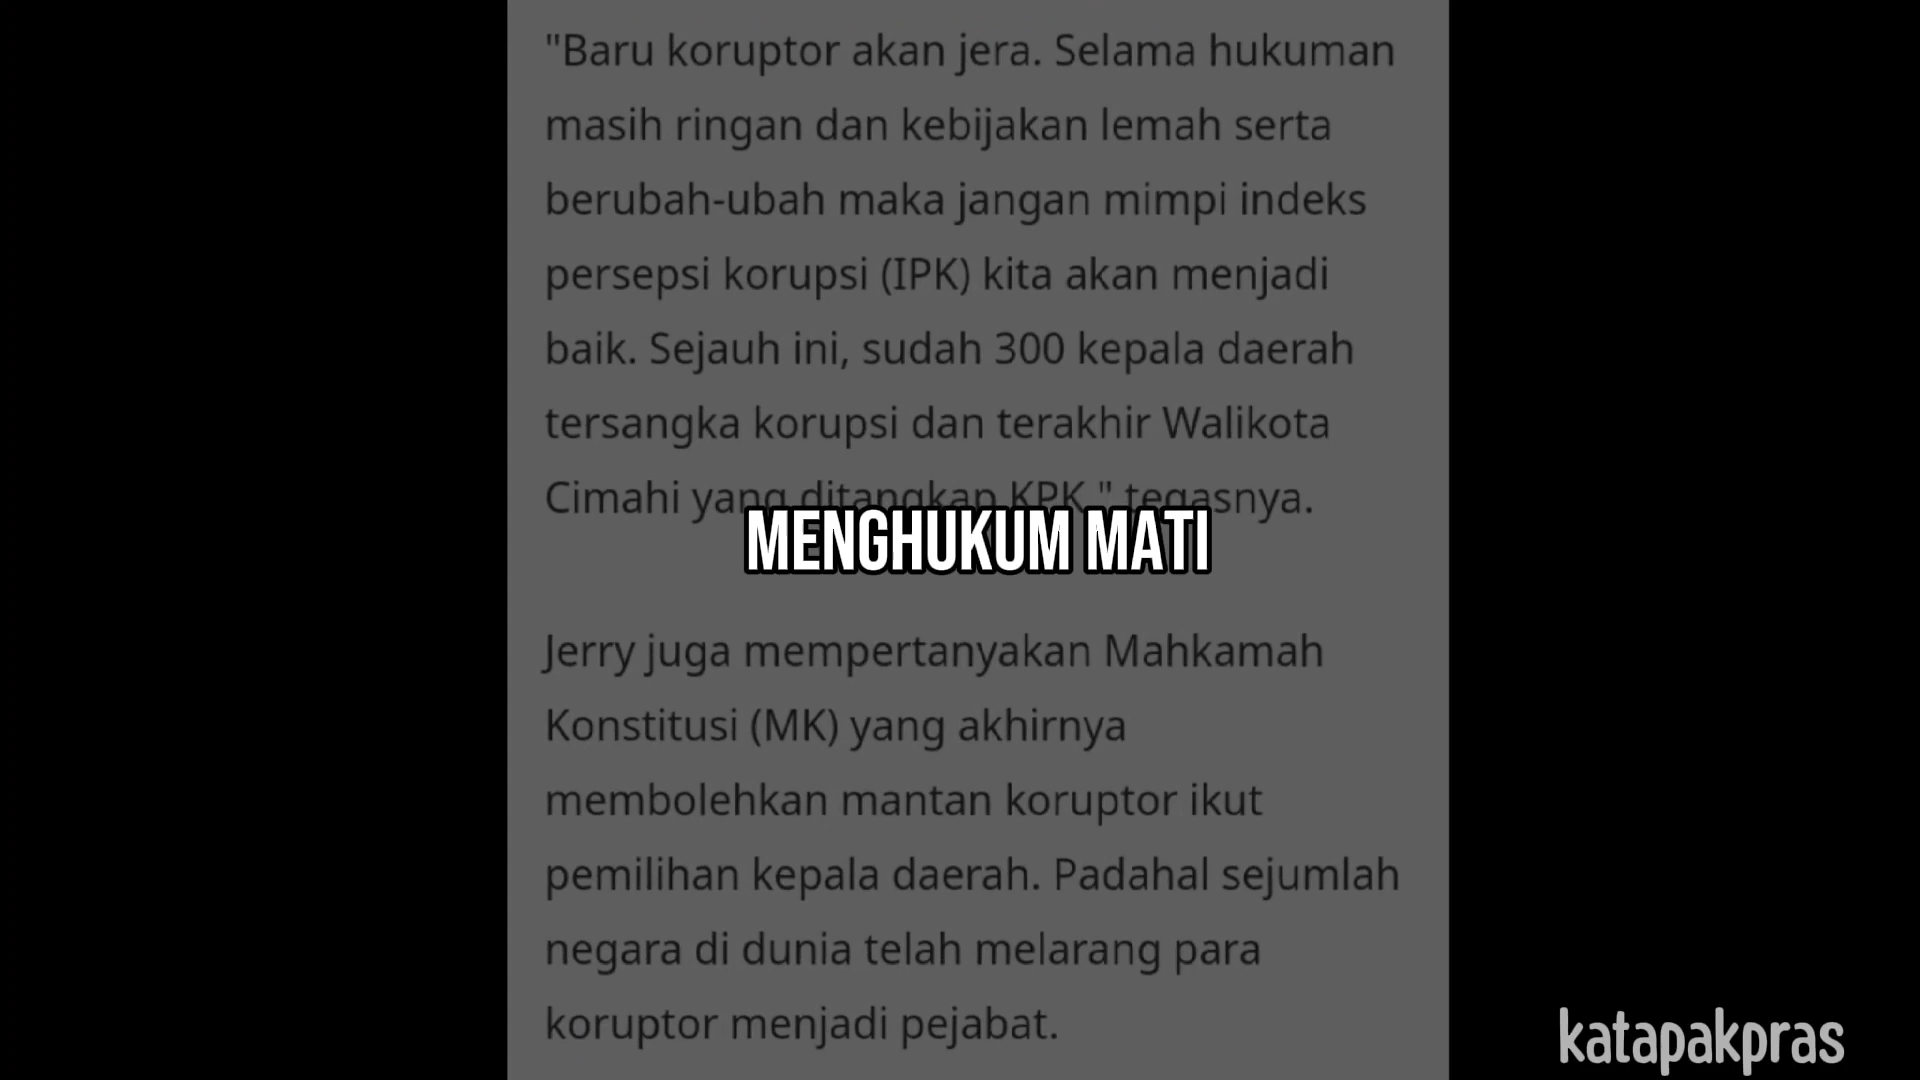 "Baru koruptor akan jera. Selama hukuman
masih ringan dan kebijakan lemah serta
berubah-ubah maka jangan mimpi indeks
persepsi korupsi (IPK) kita akan menjadi
baik. Sejauh ini, sudah 300 kepala daerah
tersangka korupsi dan terakhir Walikota
Cimahi yang ditangkap KPK," tegasnya.
MENGHUKUM MATI
Jerry juga mempertanyakan Mahkamah
Konstitusi (MK) yang akhirnya
membolehkan mantan koruptor ikut
pemilihan kepala daerah. Padahal sejumlah
negara di dunia telah melarang para
koruptor menjadi pejabat.
katapakpras